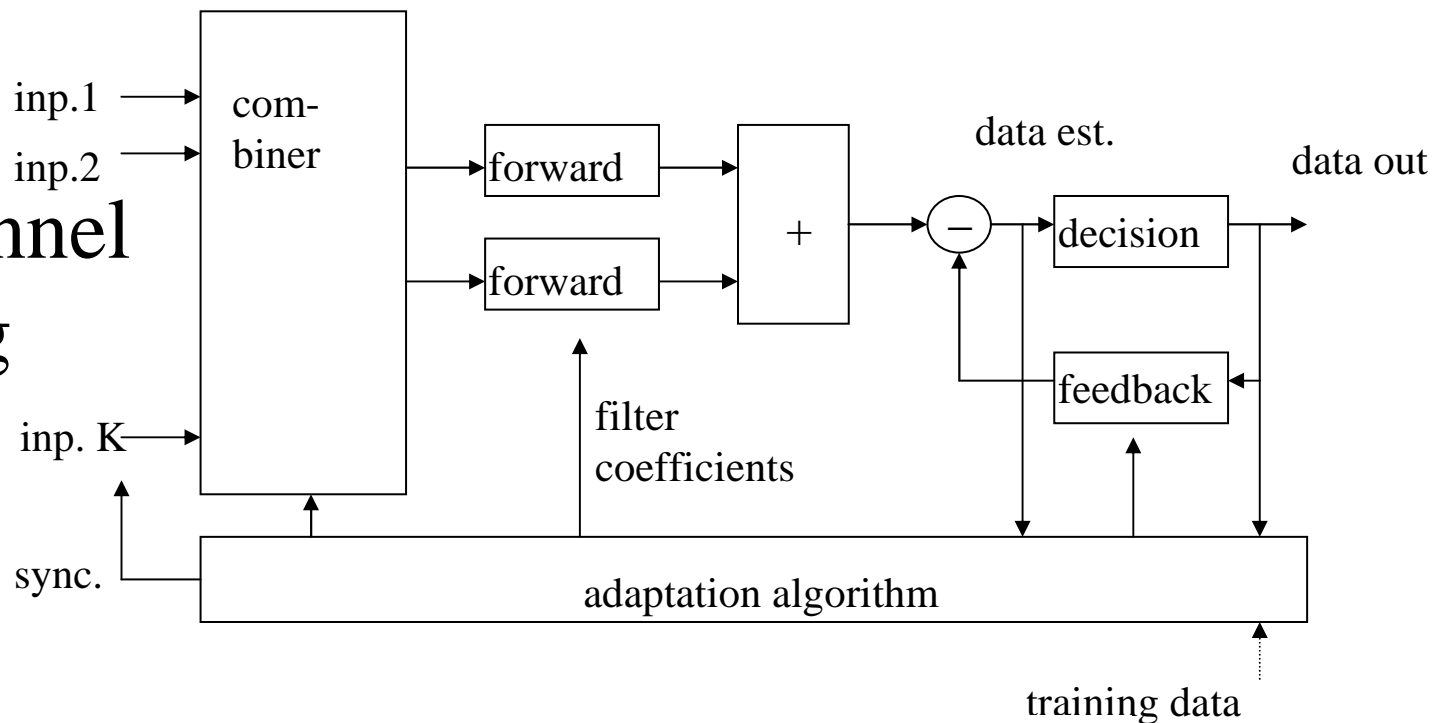 inp.1
inp.2
nnel
g
inp. K
sync.
com-
biner
forward
forward
+
filter
coefficients
−
data est.
decision
data out
feedback
adaptation algorithm
training data